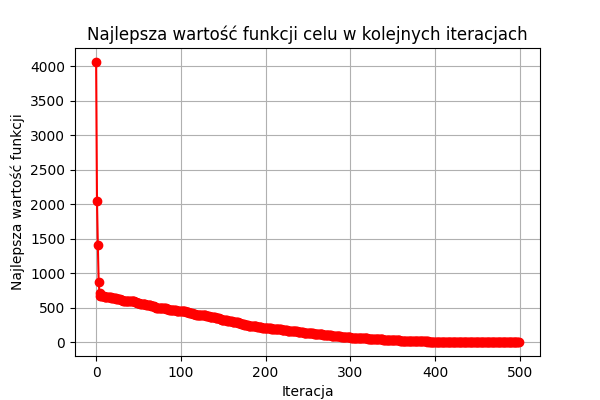 Najlepsza wartość funkcji celu w kolejnych iteracjach
4000
3500
3000
2500
2000
1500
1000
500
0
Najlepsza wartość funkcji
0 100 200 300 400 500
Iteracja